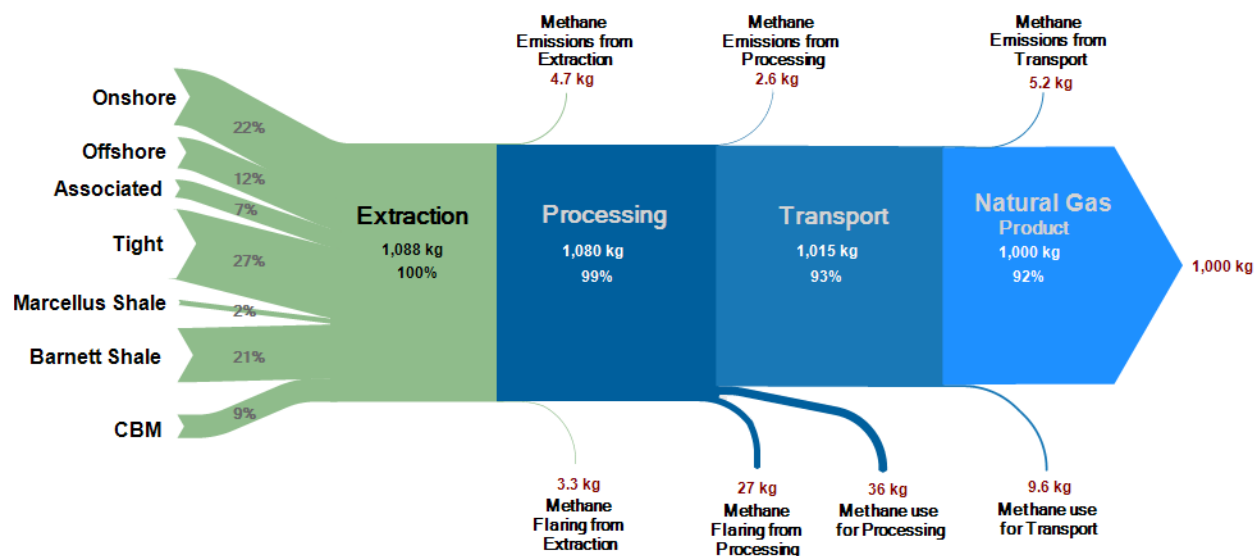 Methane
Emissions from
Extraction
4.7 kg
Methane
Emissions from
Processing
2.6 kg
Methane
Emissions from
Transport
5.2 kg
Onshore
22%
Offshore
12%
Associated
7%
Tight
27%
Marcellus Shale
2%
Barnett Shale
21%
CBM
9%
Extraction
1,088 kg
100%
Processing
1,080 kg
99%
Transport
1,015 kg
93%
Natural Gas
Product
1,000 kg
92%
1,000 kg
3.3 kg
Methane
Flaring from
Extraction
27 kg
Methane
Flaring from
Processing
36 kg
Methane use
for Processing
9.6 kg
Methane use
for Transport